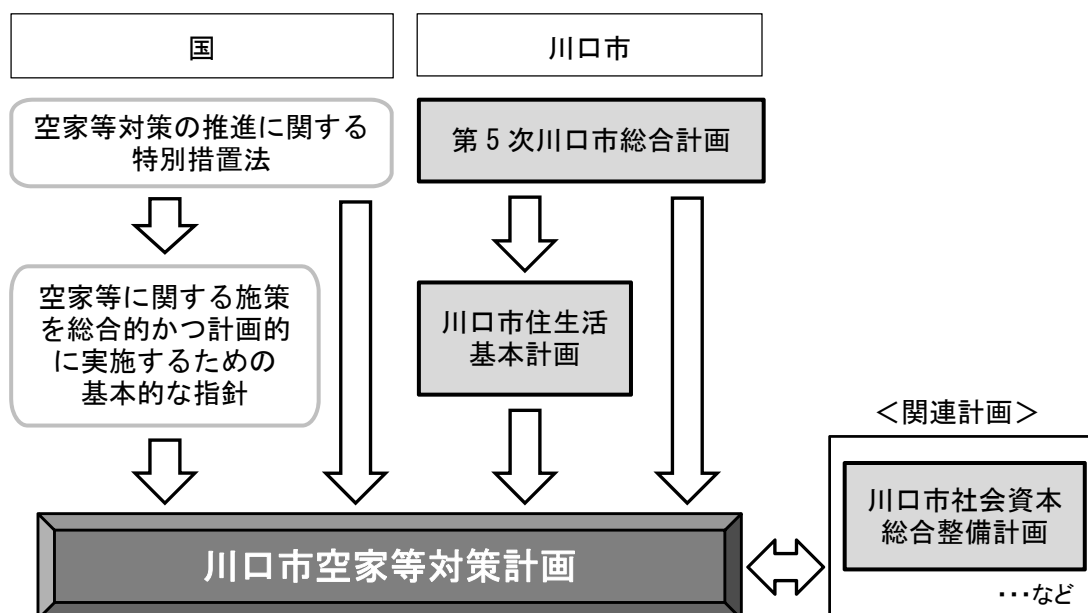 国
川口市
空家等対策の推進に関する
特別措置法
第5次川口市総合計画
空家等に関する施策
を総合的かつ計画的
に実施するための
基本的な指針
川口市住生活
基本計画
＜関連計画＞
川口市社会資本
総合整備計画
・・・など
川口市空家等対策計画